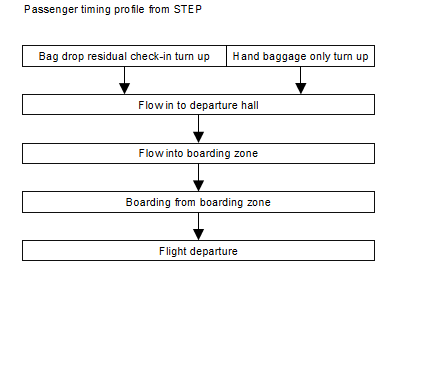 Passenger timing profile from STEP
Bag drop residual check-in turn up
Hand baggage only turn up
Flow in to departure hall
Flow into boarding zone
Boarding from boarding zone
Flight departure